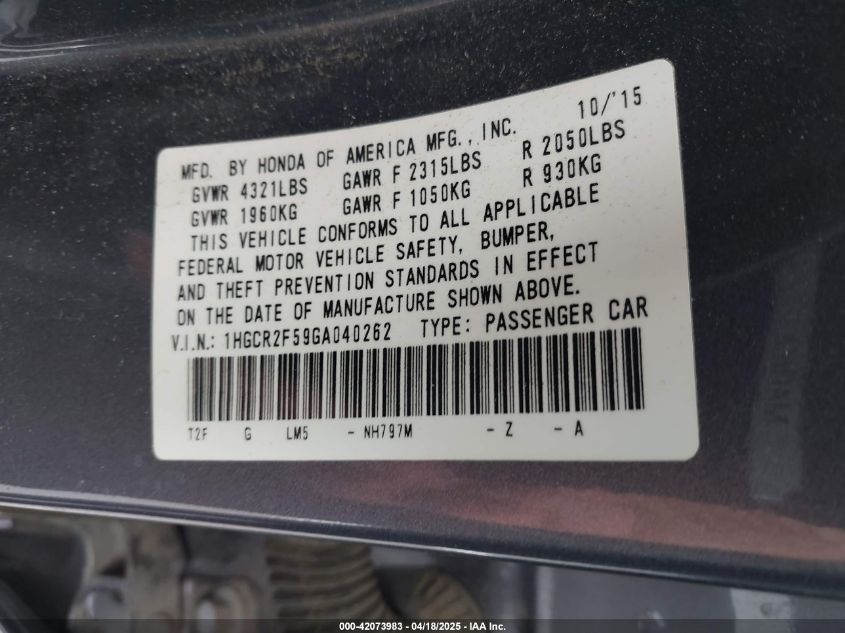 10/'15
MFD. BY HONDA OF AMERICA MFG., INC.
GVWR 4321LBS GAWR F 2315LBS R 2050LBS
GVWR 1960KG GAWR F 1050KG R 930KG
THIS VEHICLE CONFORMS TO ALL APPLICABLE
FEDERAL MOTOR VEHICLE SAFETY, BUMPER,
AND THEFT PREVENTION STANDARDS IN EFFECT
ON THE DATE OF MANUFACTURE SHOWN ABOVE.
V.I.N.: 1HGCR2F59GA040262 TYPE: PASSENGER CAR
T2F G LM5 - NH797M - Z - A
000-42073983 - 04/18/2025 - IAA Inc.